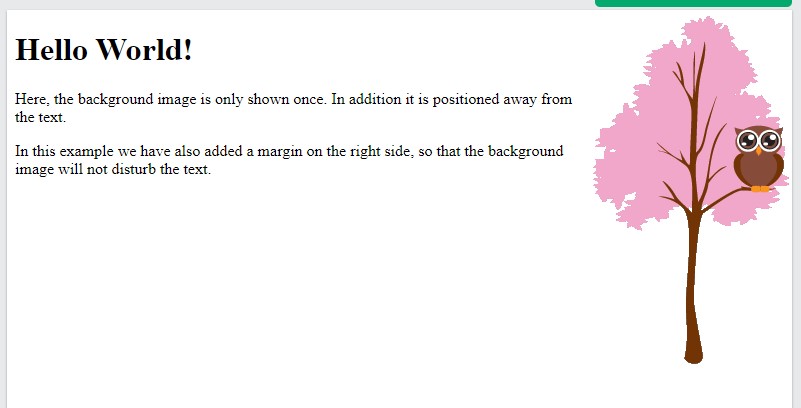 Hello World!
Here, the background image is only shown once. In addition it is positioned away from
the text.
In this example we have also added a margin on the right side, so that the background
image will not disturb the text.